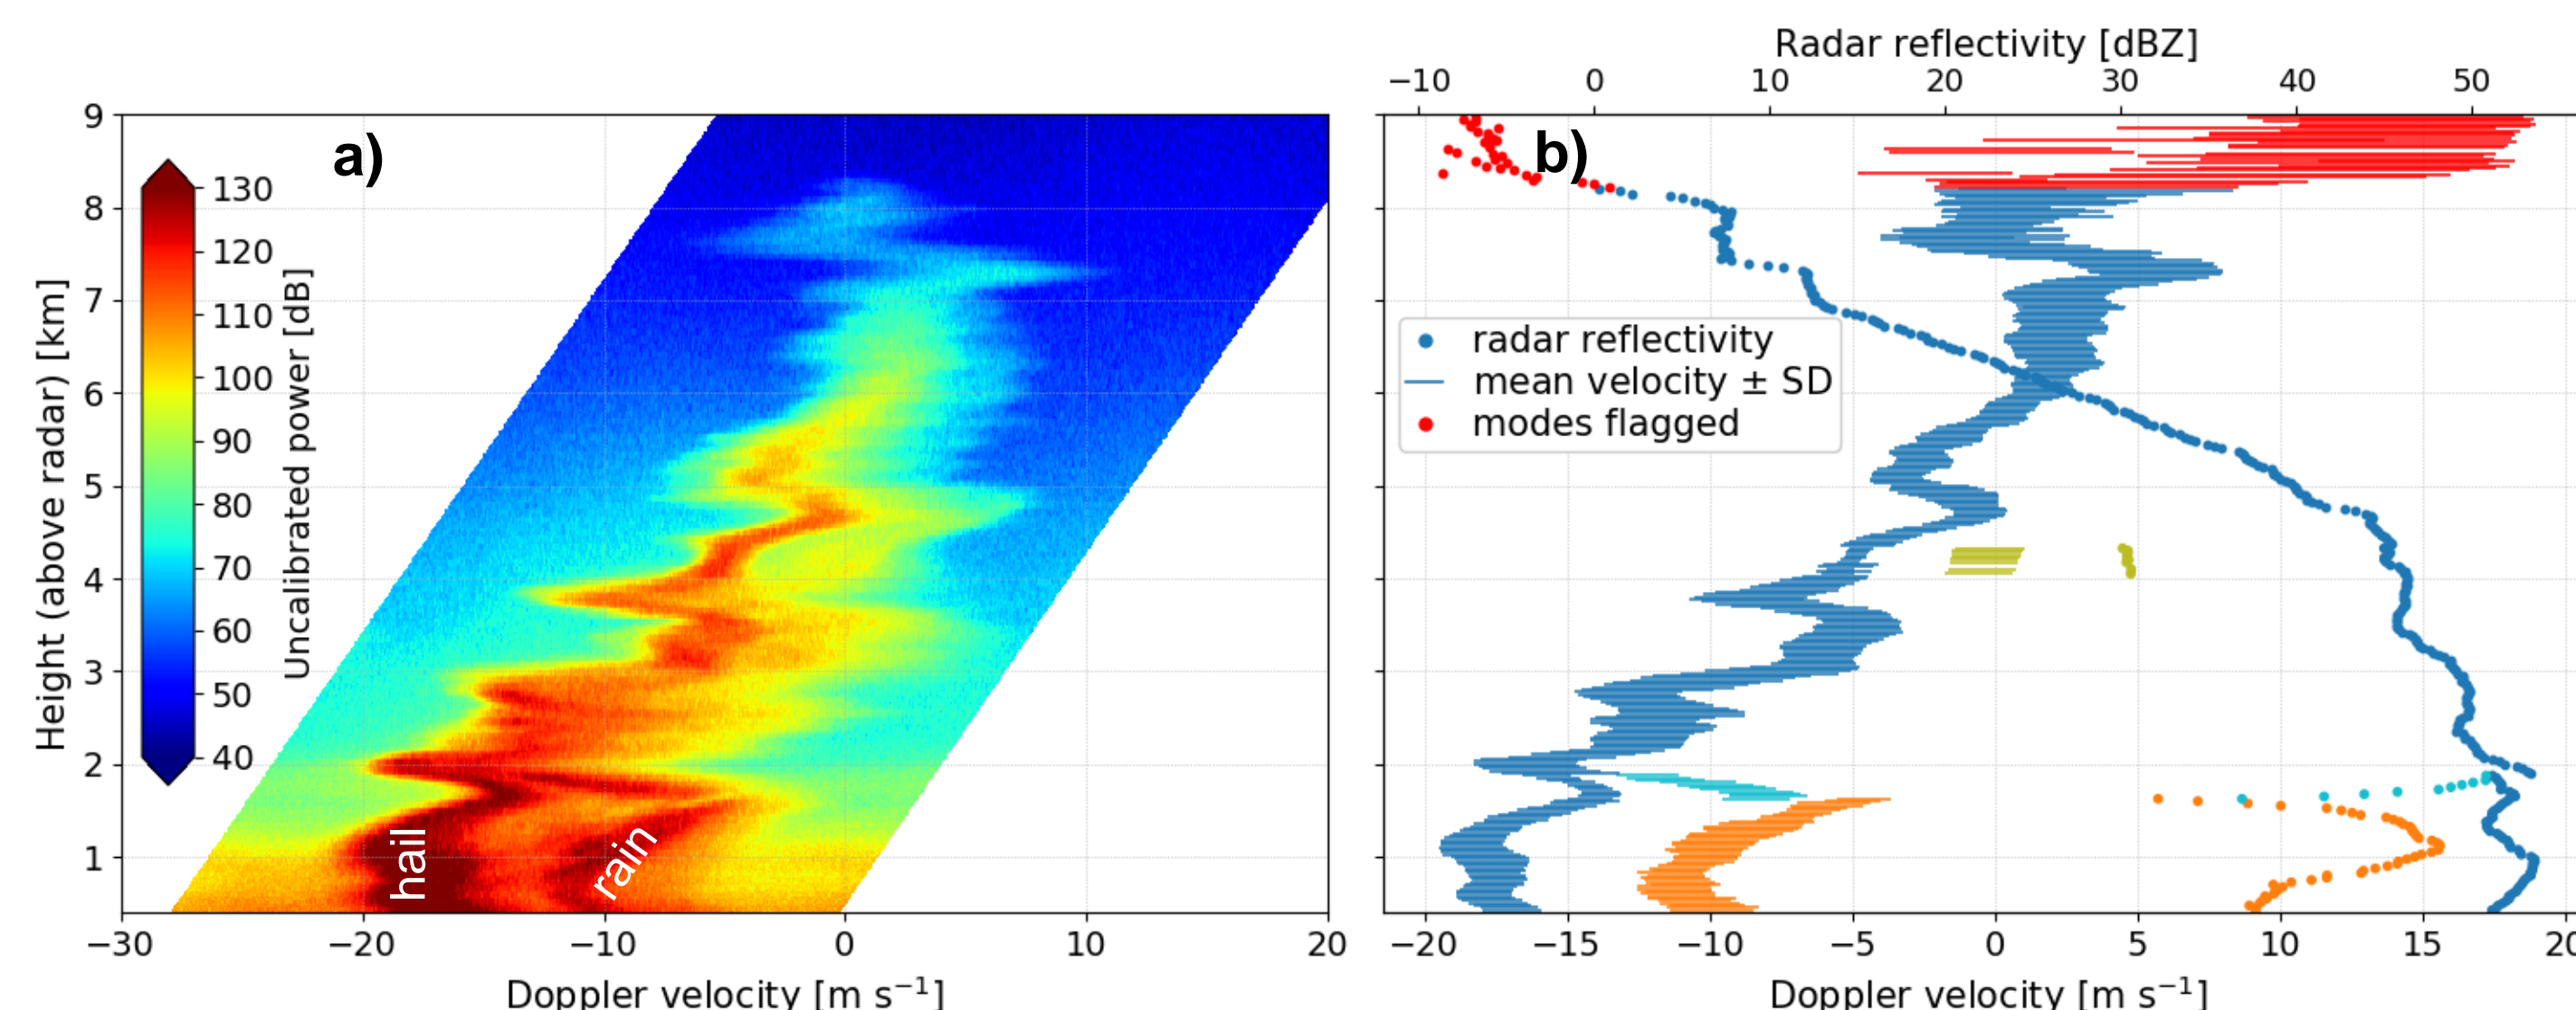 Radar reflectivity [dBZ]
−10 0 10 20 30 40 50
a)
b)
9
8
7
6
5
4
3
2
1
Height (above radar) [km]
130
120
110
100
90
80
70
60
50
40
Uncalibrated power [dB]
hail
rain
−30 −20 −10 0 10 20
Doppler velocity [m s⁻¹]
radar reflectivity
mean velocity ± SD
modes flagged
−20 −15 −10 −5 0 5 10 15 20
Doppler velocity [m s⁻¹]